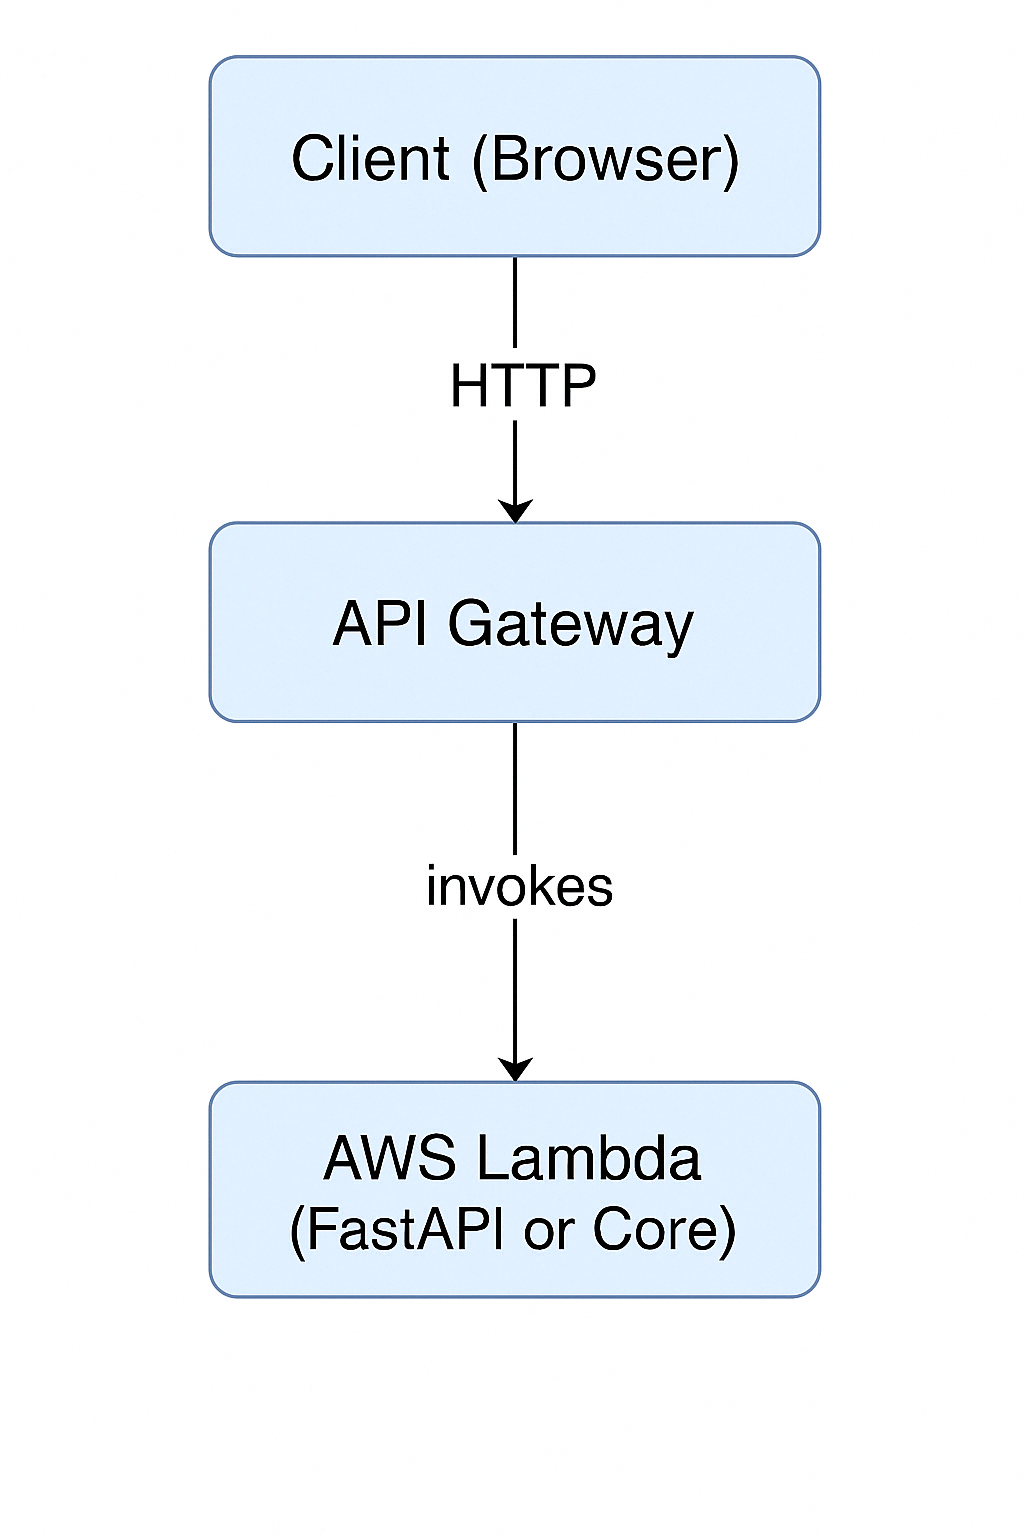 Client (Browser)
HTTP
API Gateway
invokes
AWS Lambda
(FastAPI or Core)